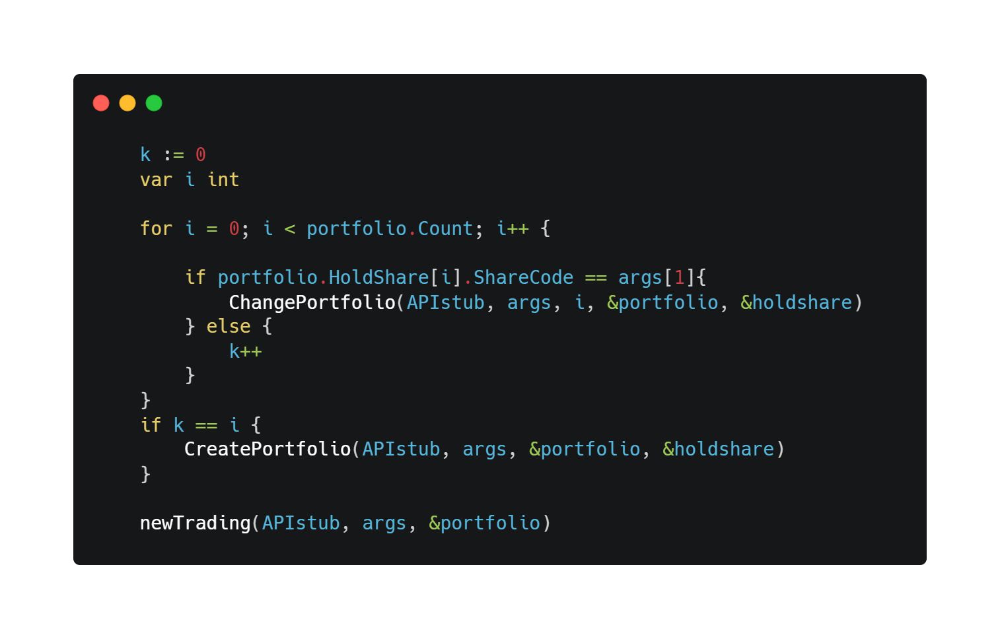 k := 0
var i int
for i = 0; i < portfolio.Count; i++ {
if portfolio.HoldShare[i].ShareCode == args[1]{
ChangePortfolio(APIstub, args, i, &portfolio, &holdshare)
} else {
k++
}
}
if k == i {
CreatePortfolio(APIstub, args, &portfolio, &holdshare)
}
newTrading(APIstub, args, &portfolio)